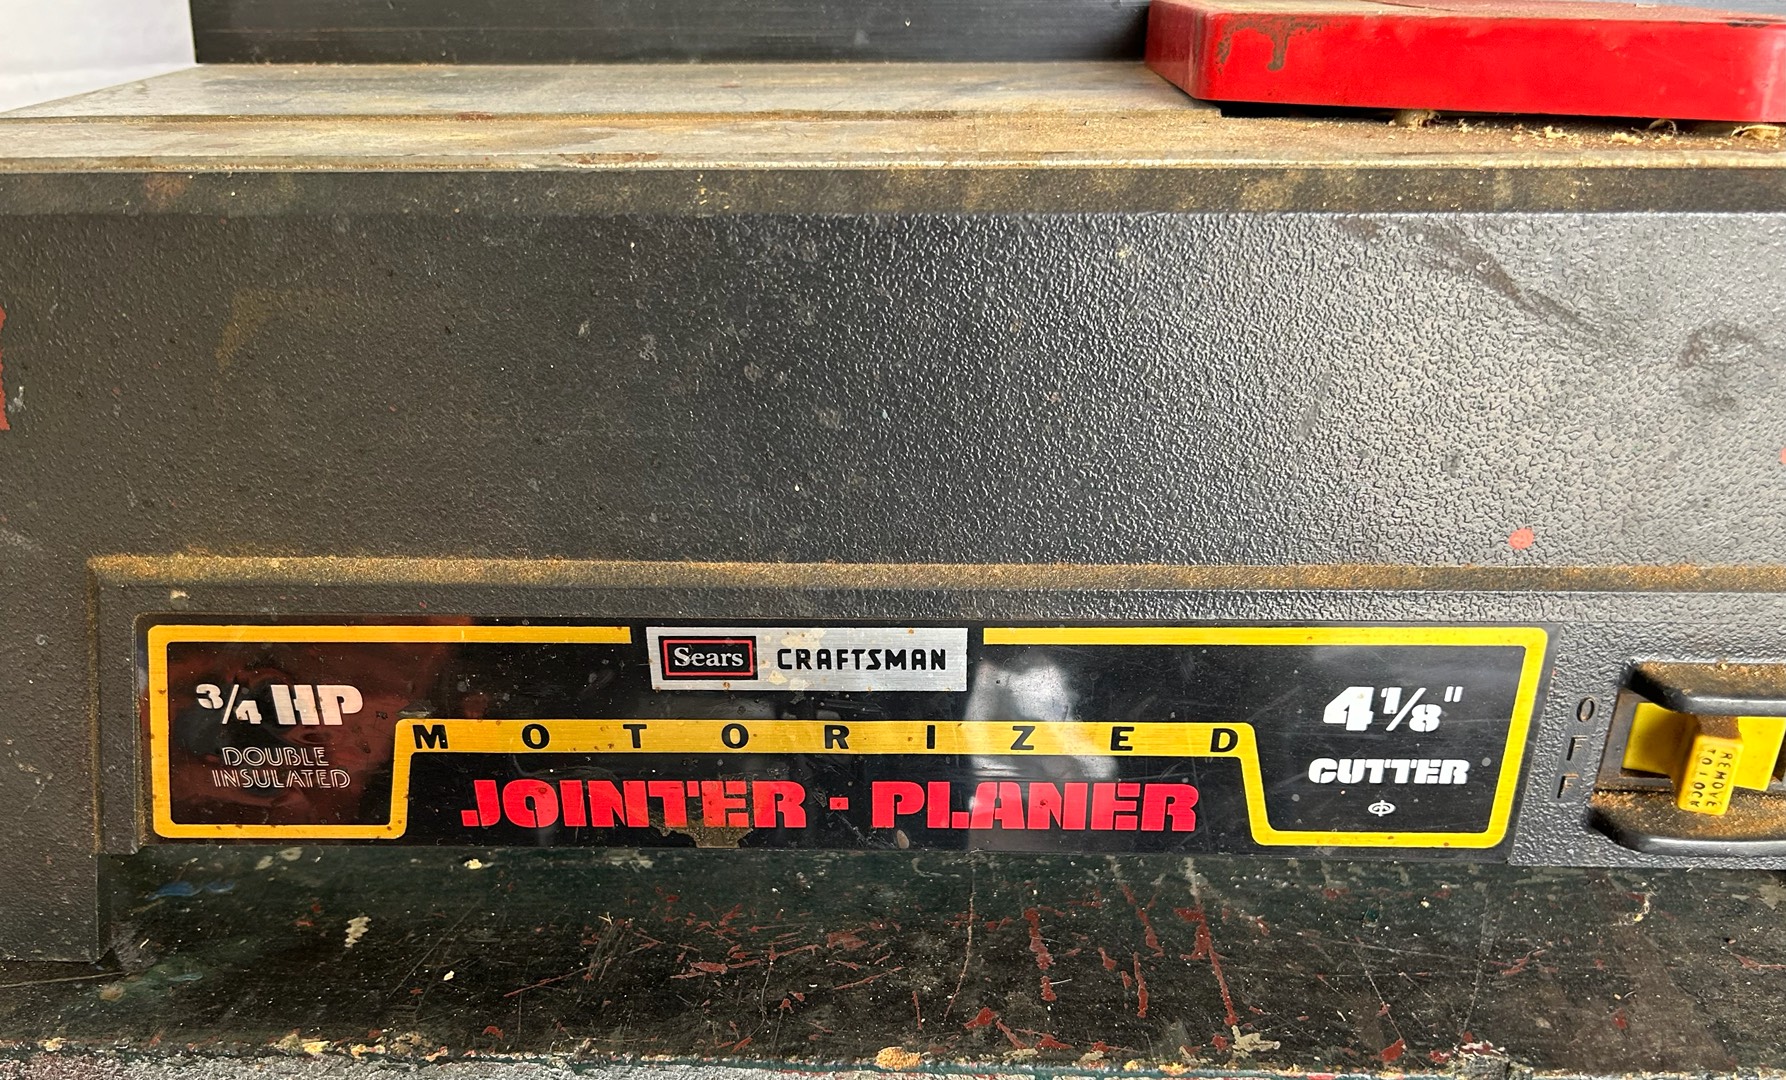 Sears CRAFTSMAN
3/4 HP
DOUBLE
INSULATED
MOTORIZED
JOINTER - PLANER
4 1/8"
CUTTER
OFF
REMOVE
TO LOCK